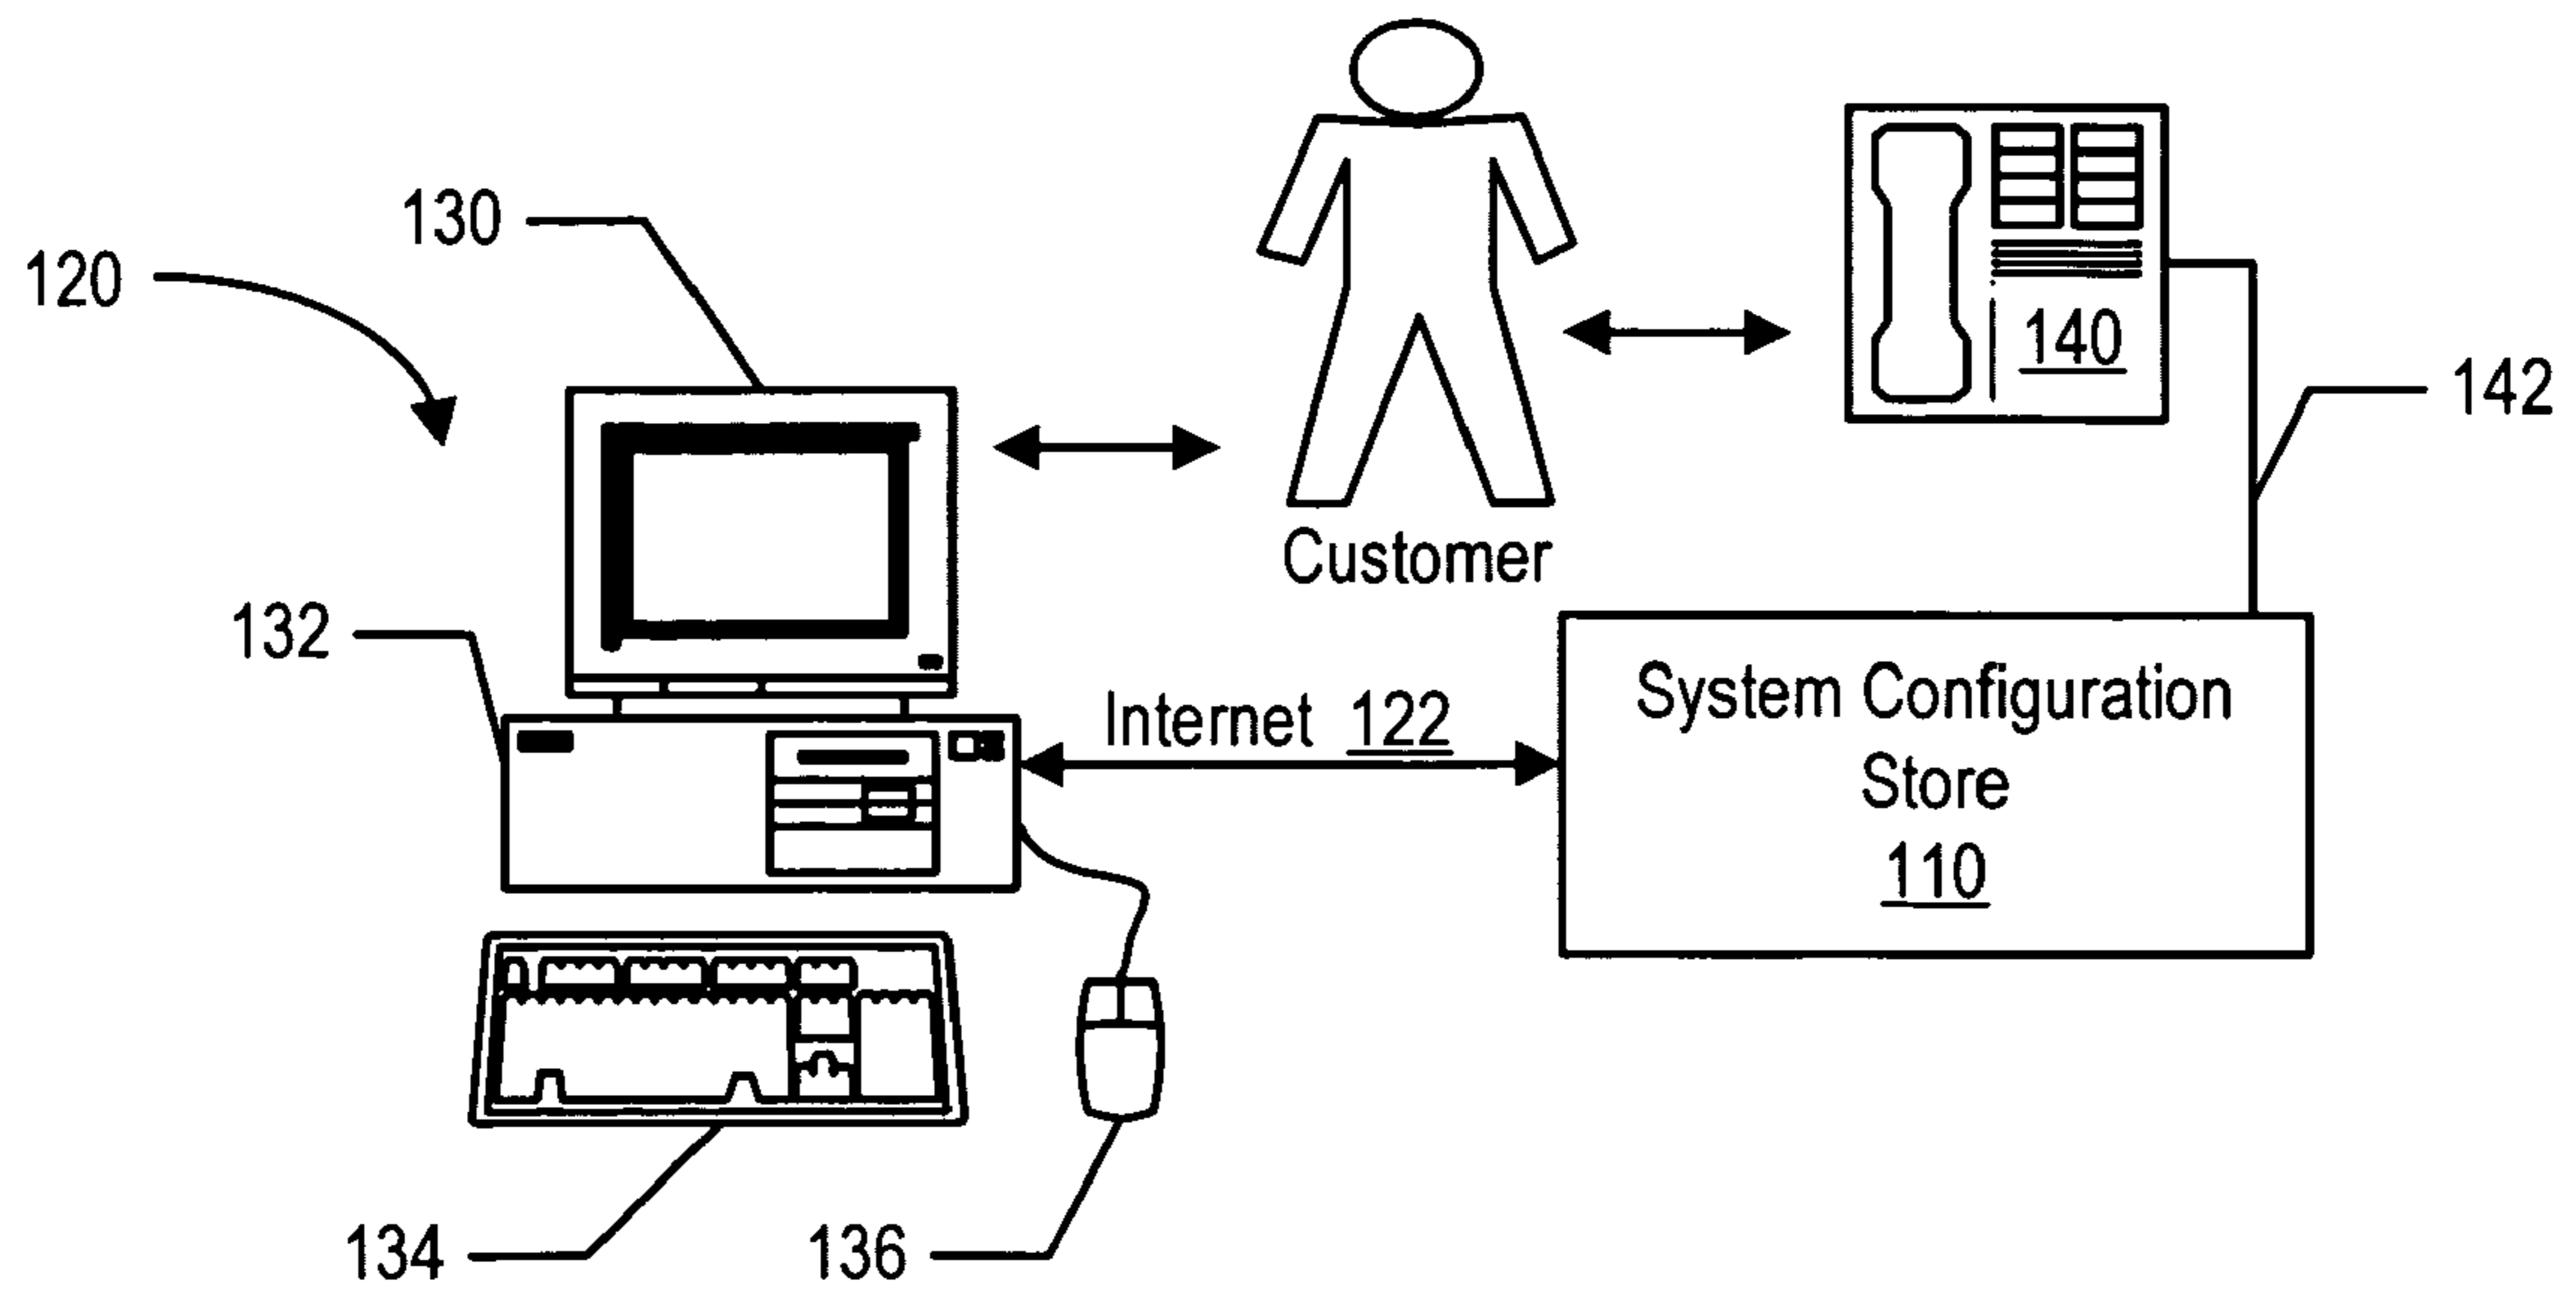 130
120
140
142
Customer
132
System Configuration
Internet 122
Store
110
134
136